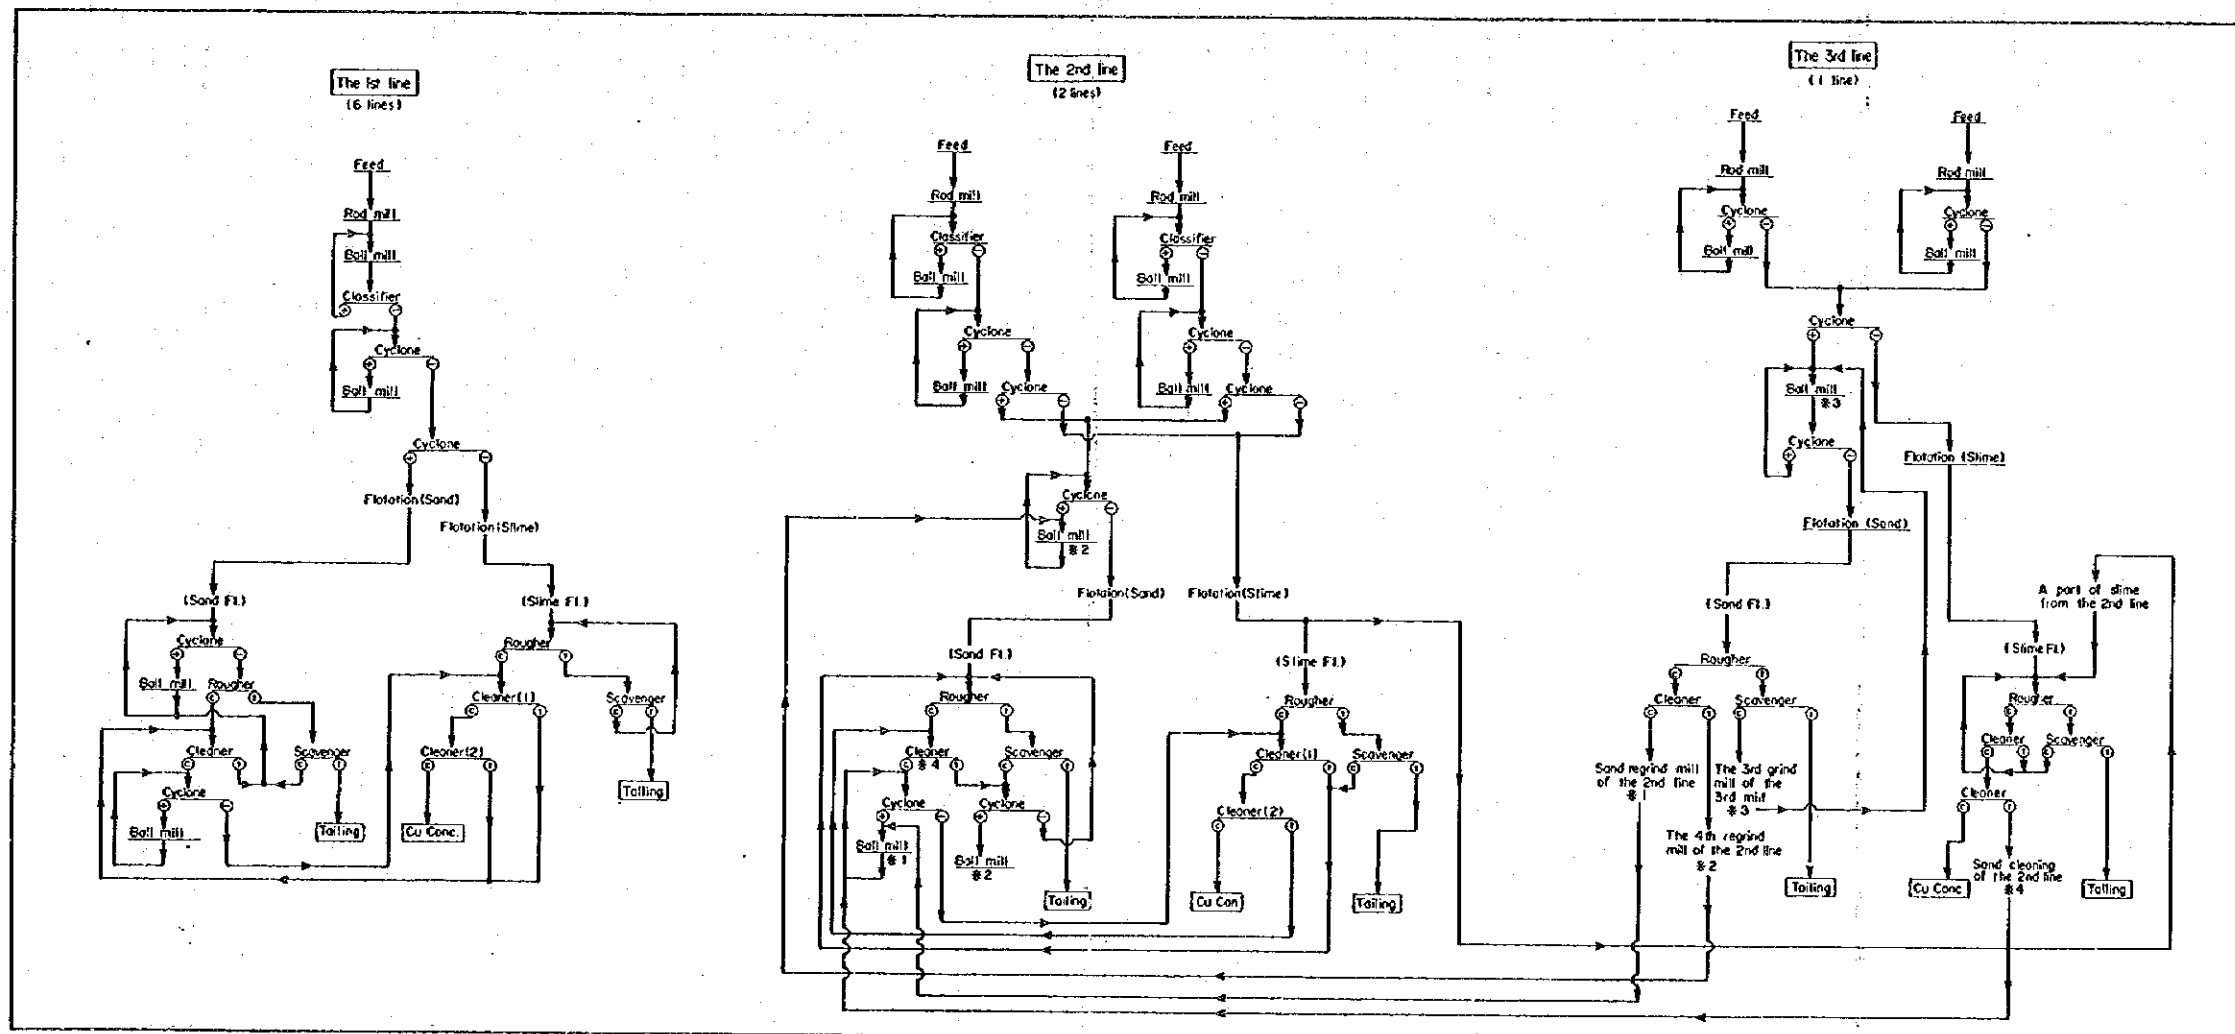 The 1st line
(6 lines)
Feed
Rod mill
Ball mill
Classifier
+ −
Cyclone
+ −
Ball mill
Cyclone
+ −
Flotation (Sand)
Flotation (Slime)
(Sand Fl.)
(Slime Fl.)
Cyclone
+ −
Rougher
c t
Ball mill
Rougher
c t
Cleaner (1)
c t
Scavenger
c t
Cleaner
c t
Scavenger
c t
Cleaner (2)
c t
Cyclone
+ −
Ball mill
Tailing
Cu Conc.
Tailing
The 2nd line
(2 lines)
Feed
Feed
Rod mill
Rod mill
Classifier
+ −
Classifier
+ −
Ball mill
Ball mill
Cyclone
+ −
Cyclone
+ −
Ball mill
Cyclone
+ −
Ball mill
Cyclone
+ −
Cyclone
+ −
Ball mill
※2
Flotaion (Sand)
Flotation (Slime)
(Sand Fl.)
(Slime Fl.)
Rougher
c t
Rougher
c t
Cleaner
※4
c t
Scavenger
c t
Cleaner (1)
c t
Scavenger
c t
Cyclone
+ −
Cyclone
+ −
Cleaner (2)
c t
Ball mill
※1
Ball mill
※2
Tailing
Cu Con
Tailing
The 3rd line
(1 line)
Feed
Feed
Rod mill
Rod mill
Cyclone
+ −
Cyclone
+ −
Ball mill
Ball mill
Cyclone
+ −
Ball mill
※3
Cyclone
+ −
Flotation (Slime)
Flotation (Sand)
(Sand Fl.)
A part of slime
from the 2nd line
(Slime Fl.)
Rougher
c t
Rougher
c t
Cleaner
c t
Scavenger
c t
Cleaner
c t
Scavenger
c t
Sand regrind mill
of the 2nd line
※1
The 3rd grind
mill of the
3rd mill
※3
Cleaner
c t
The 4th regrind
mill of the 2nd line
※2
Sand cleaning
of the 2nd line
※4
Tailing
Cu Conc
Tailing